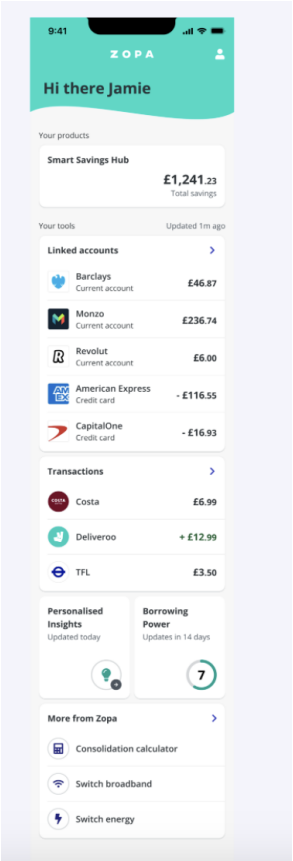 9:41
ZOPA
Hi there Jamie
Your products
Smart Savings Hub
£1,241.23
Total savings
Your tools Updated 1m ago
Linked accounts
Barclays
Current account
£46.87
Monzo
Current account
£236.74
Revolut
Current account
£6.00
AM
EX
American Express
Credit card
- £116.55
CapitalOne
Credit card
- £16.93
Transactions
COSTA
Costa £6.99
Deliveroo + £12.99
TFL £3.50
Personalised
Insights
Updated today
Borrowing
Power
Updates in 14 days
7
More from Zopa
Consolidation calculator
Switch broadband
Switch energy